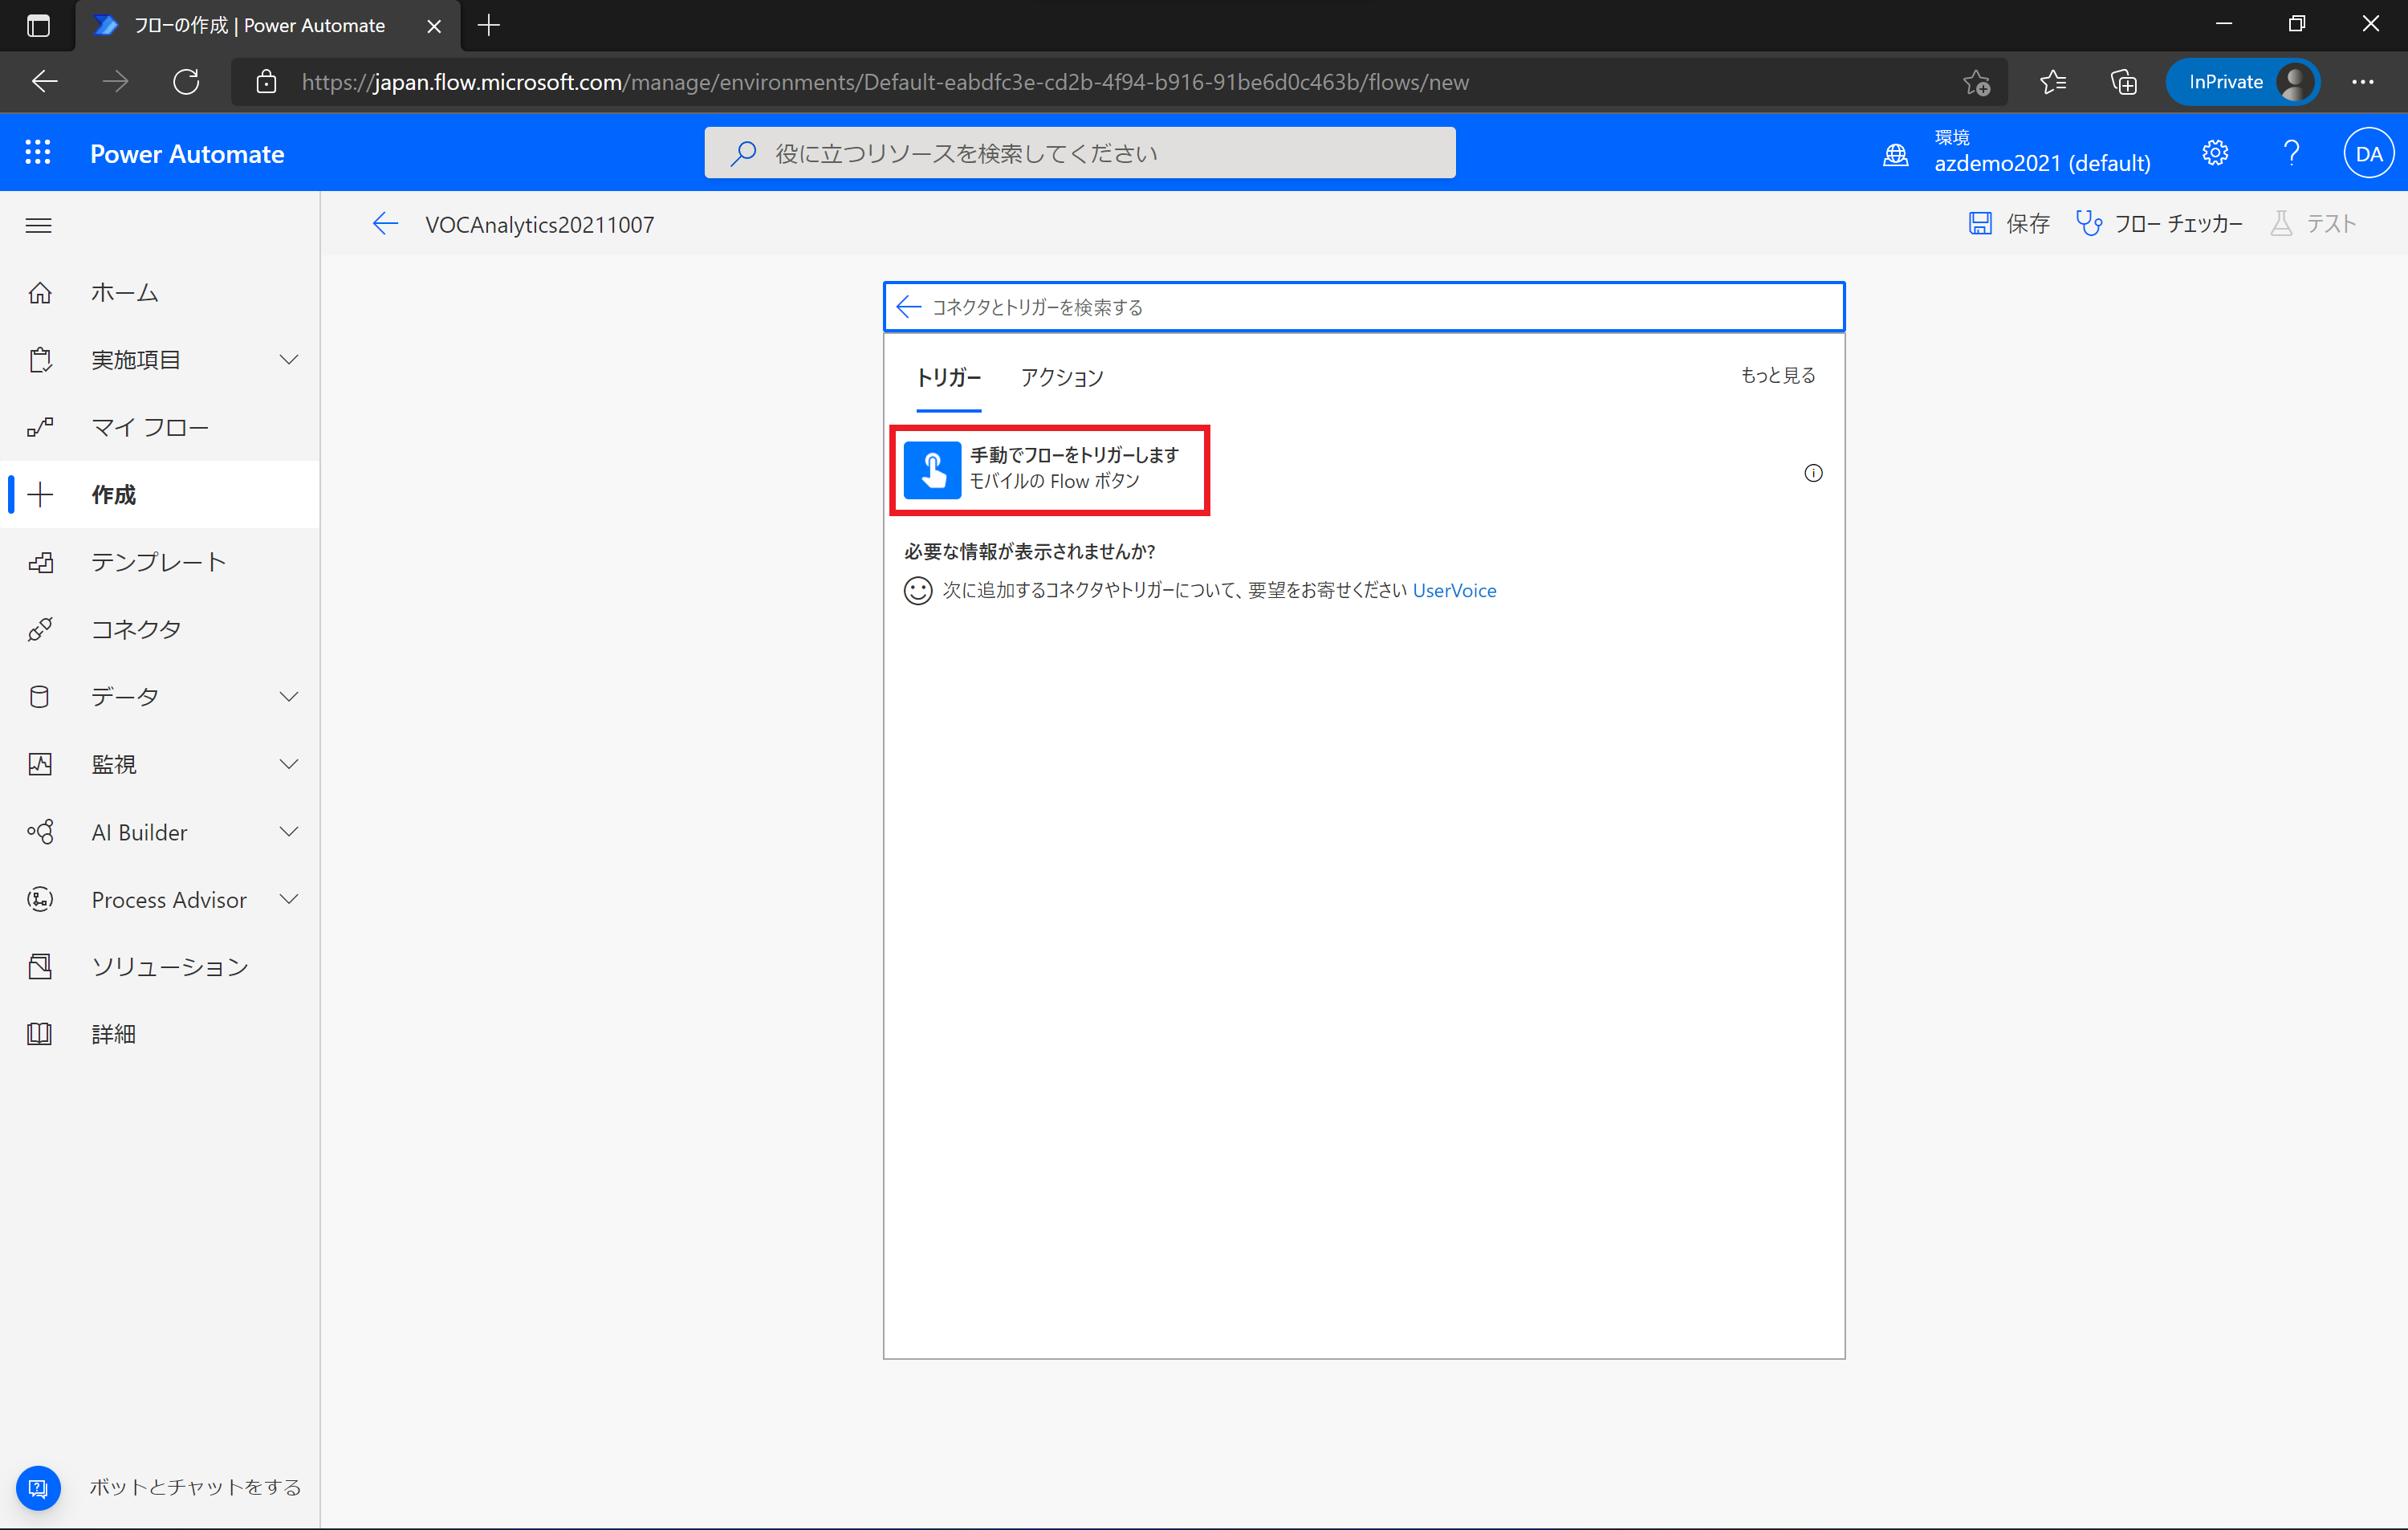 フローの作成 | Power Automate
https://japan.flow.microsoft.com/manage/environments/Default-eabdfc3e-cd2b-4f94-b916-91be6d0c463b/flows/new
InPrivate
Power Automate
役に立つリソースを検索してください
環境
azdemo2021 (default)
DA
VOCAnalytics20211007
保存
フロー チェッカー
テスト
ホーム
実施項目
マイ フロー
作成
テンプレート
コネクタ
データ
監視
AI Builder
Process Advisor
ソリューション
詳細
ボットとチャットをする
コネクタとトリガーを検索する
トリガー
アクション
もっと見る
手動でフローをトリガーします
モバイルの Flow ボタン
必要な情報が表示されませんか?
次に追加するコネクタやトリガーについて、要望をお寄せください UserVoice